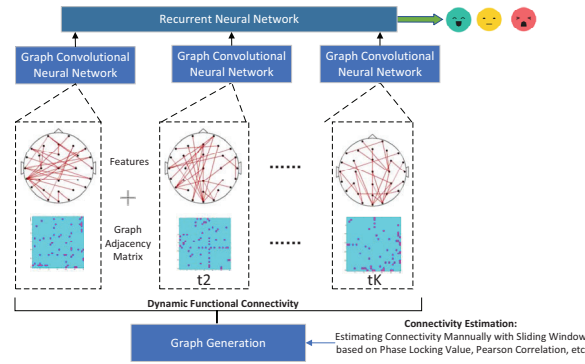 Recurrent Neural Network
Graph Convolutional
Neural Network
Graph Convolutional
Neural Network
Graph Convolutional
Neural Network
Features
......
Graph
Adjacency
Matrix
......
t2
tK
Dynamic Functional Connectivity
Graph Generation
Connectivity Estimation:
Estimating Connectivity Mannually with Sliding Window
based on Phase Locking Value, Pearson Correlation, etc